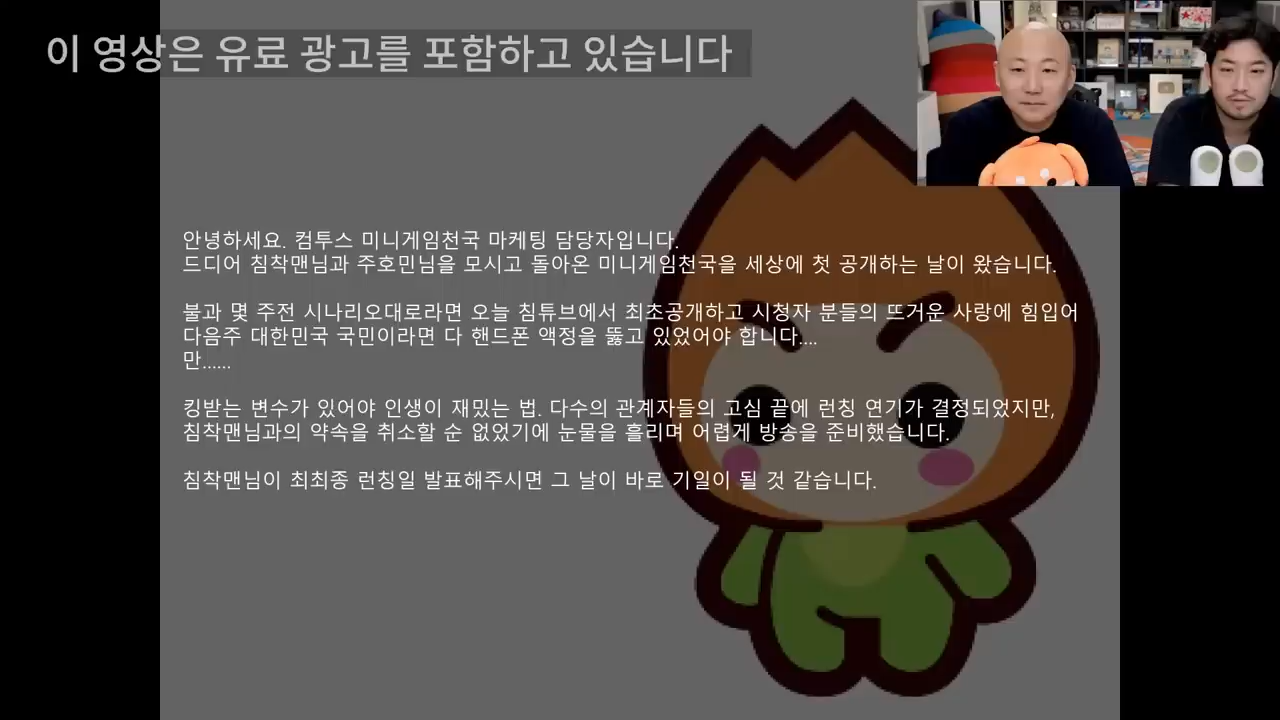 이 영상은 유료 광고를 포함하고 있습니다
안녕하세요. 컴투스 미니게임천국 마케팅 담당자입니다.
드디어 침착맨님과 주호민님을 모시고 돌아온 미니게임천국을 세상에 첫 공개하는 날이 왔습니다.
불과 몇 주전 시나리오대로라면 오늘 침튜브에서 최초공개하고 시청자 분들의 뜨거운 사랑에 힘입어
다음주 대한민국 국민이라면 다 핸드폰 액정을 뚫고 있었어야 합니다....
만......
킹받는 변수가 있어야 인생이 재밌는 법. 다수의 관계자들의 고심 끝에 런칭 연기가 결정되었지만,
침착맨님과의 약속을 취소할 순 없었기에 눈물을 흘리며 어렵게 방송을 준비했습니다.
침착맨님이 최최종 런칭일 발표해주시면 그 날이 바로 기일이 될 것 같습니다.